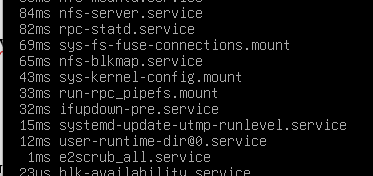 84ms nfs-server.service
82ms rpc-statd.service
69ms sys-fs-fuse-connections.mount
65ms nfs-blkmap.service
43ms sys-kernel-config.mount
33ms run-rpc_pipefs.mount
32ms ifupdown-pre.service
15ms systemd-update-utmp-runlevel.service
12ms user-runtime-dir@0.service
1ms e2scrub_all.service
23us blk-availability.service